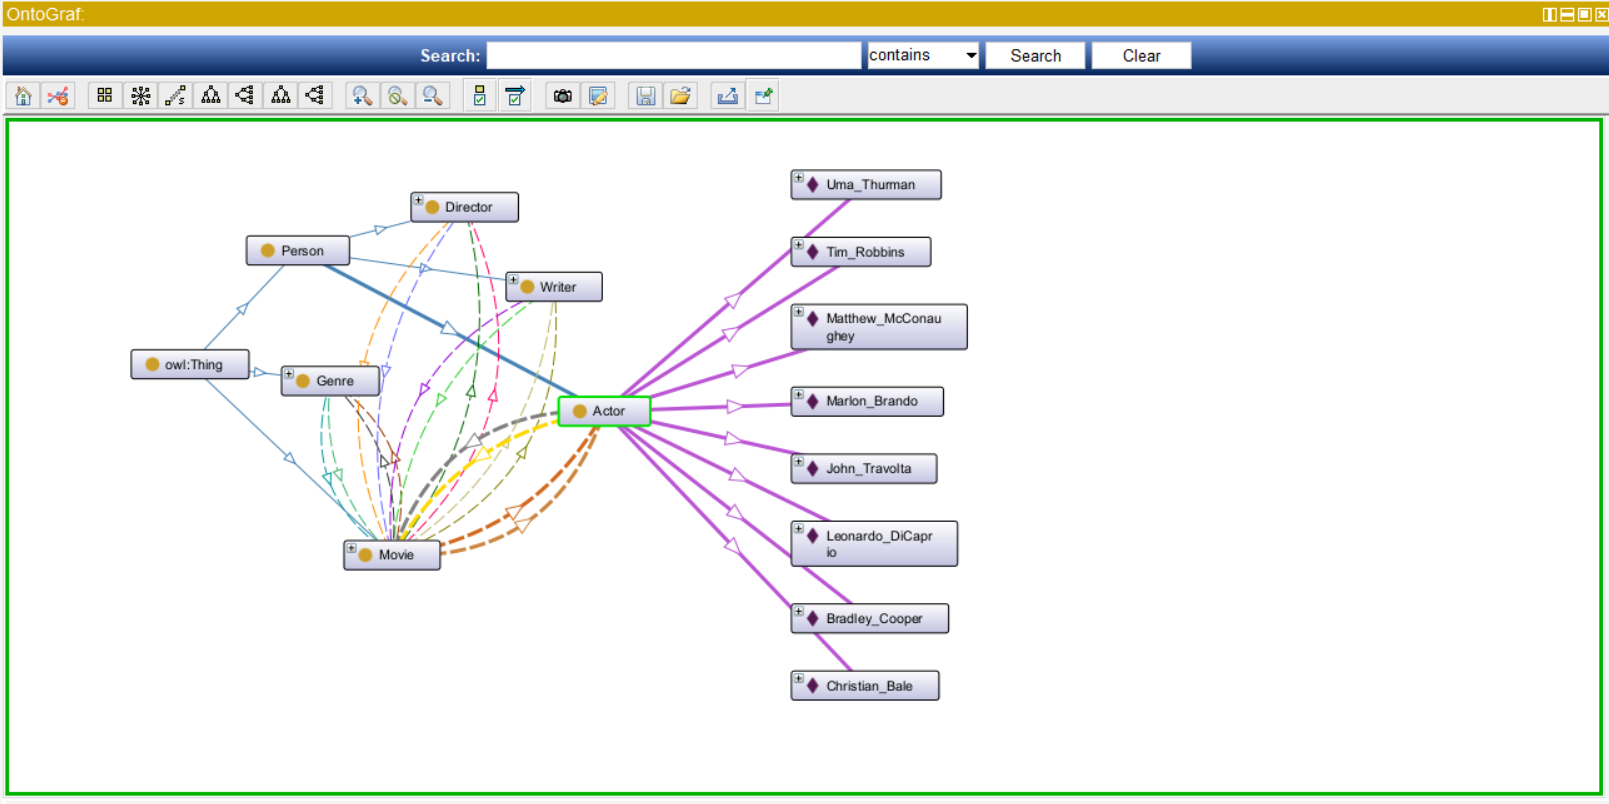 OntoGraf:
Search:
contains
Search
Clear
Uma_Thurman
Director
Person
Tim_Robbins
Writer
Matthew_McConau
ghey
owl:Thing
Genre
Marlon_Brando
Actor
John_Travolta
Leonardo_DiCapr
io
Movie
Bradley_Cooper
Christian_Bale